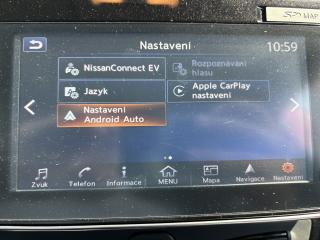 MAP
Nastavení
10:59
NissanConnect EV
Rozpoznávání
hlasu
Jazyk
Apple CarPlay
nastavení
Nastavení
Android Auto
Zvuk
Telefon
Informace
MENU
Mapa
Navigace
Nastavení